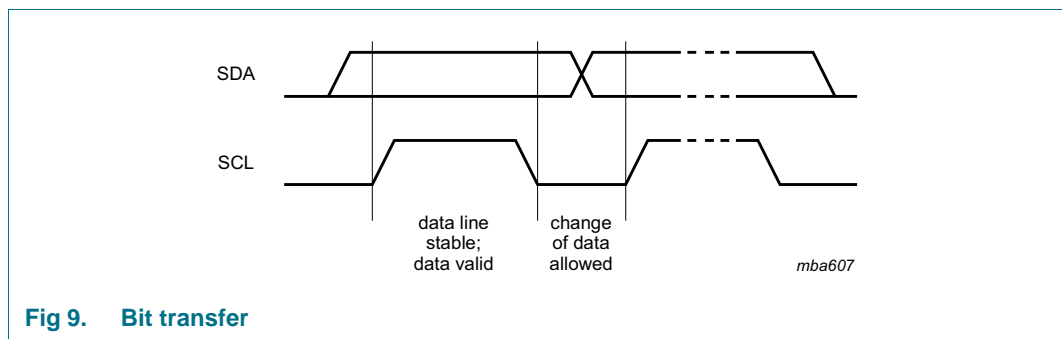 SDA
SCL
data line
stable;
data valid
change
of data
allowed
mba607
Fig 9. Bit transfer